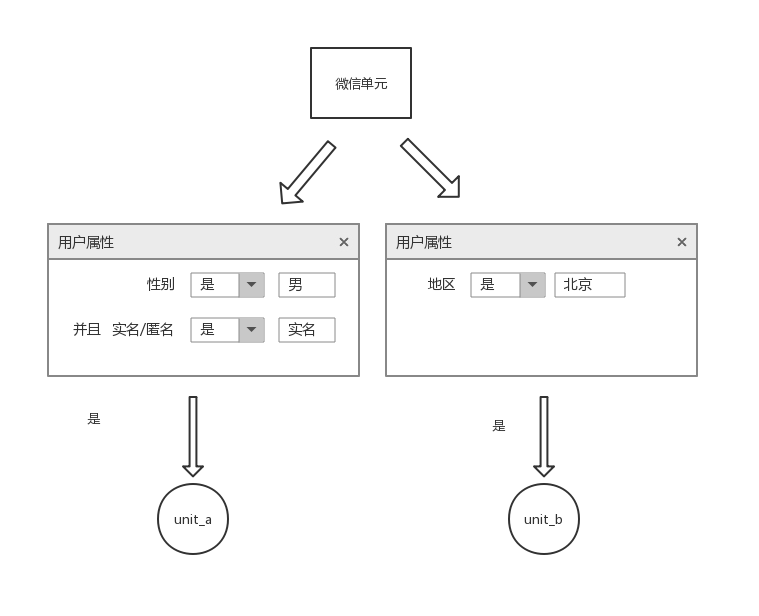 微信单元
用户属性 ×
性别 是 男
并且 实名/匿名 是 实名
用户属性 ×
地区 是 北京
是
是
unit_a
unit_b